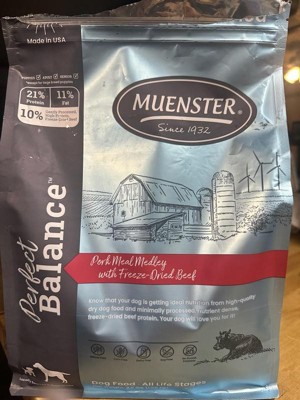 Made in USA
21%
Protein
11%
Fat
10%
MUENSTER®
Since 1932
Perfect
Balance™
Pork Meal Medley
with Freeze-Dried Beef
Know that your dog is getting ideal nutrition from high-quality
dry dog food and minimally processed, nutrient dense,
freeze-dried beef protein. Your dog will love you for it!
Dog Food All Life Stages